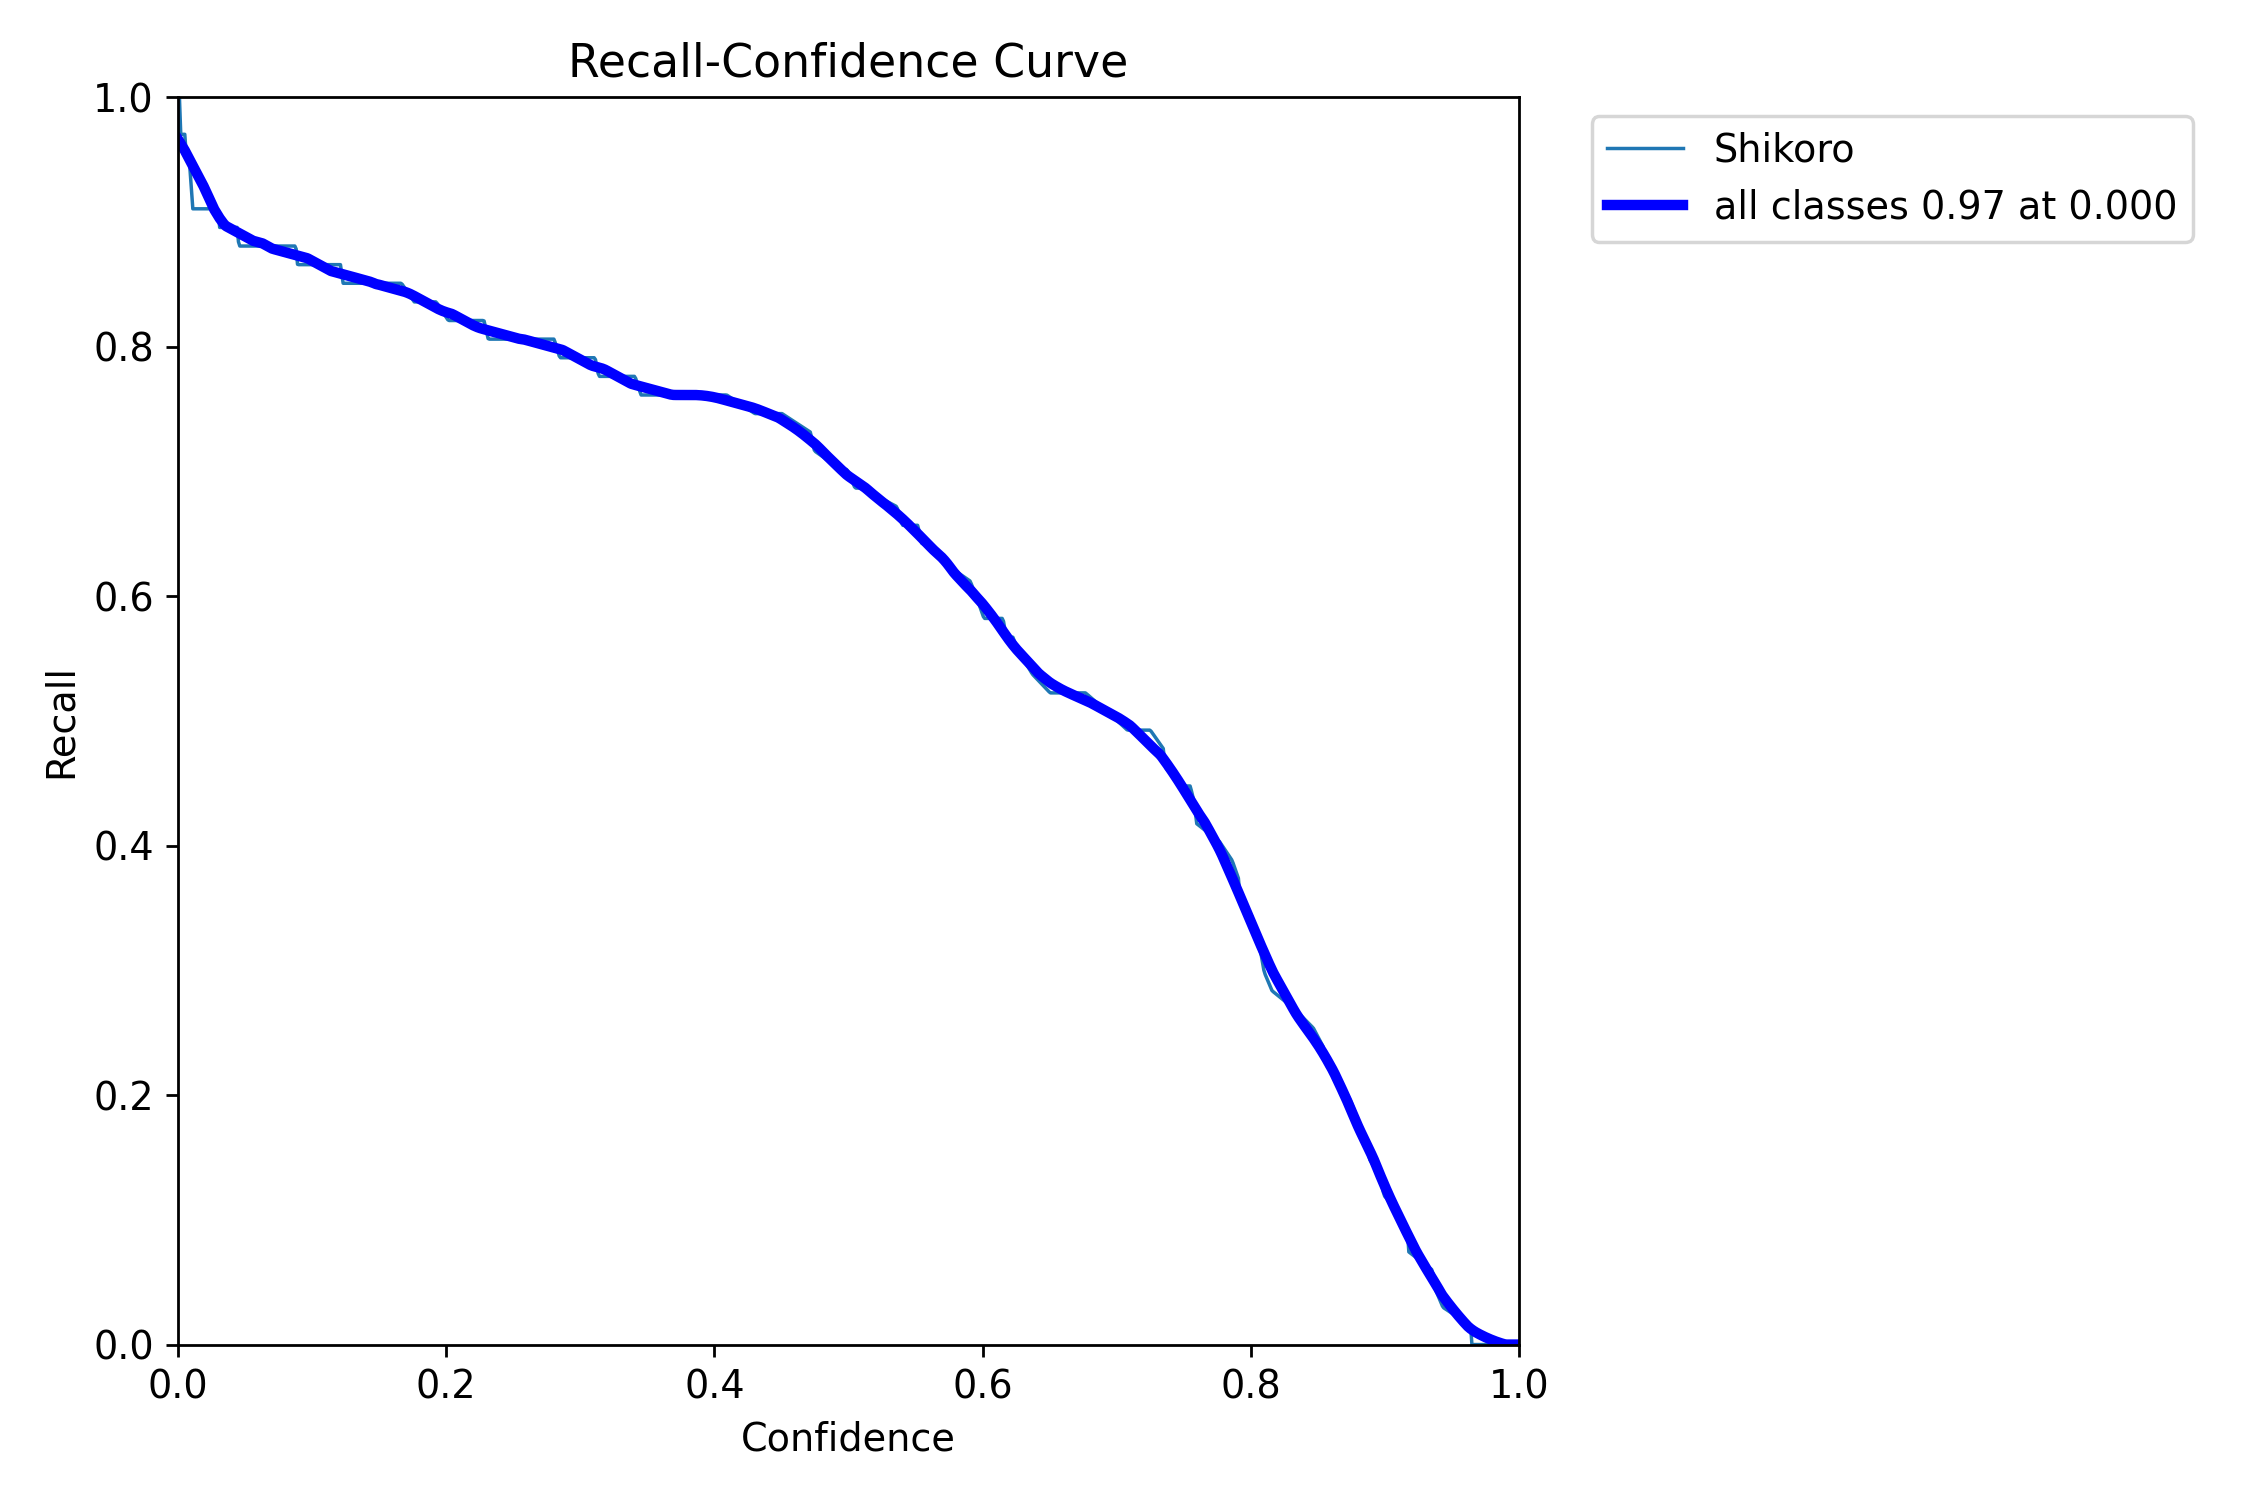 Recall-Confidence Curve
1.0
0.8
0.6
0.4
0.2
0.0
Recall
0.0 0.2 0.4 0.6 0.8 1.0
Confidence
Shikoro
all classes 0.97 at 0.000